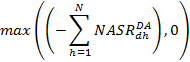 max((−∑_{h=1}^{N} NASR_{dh}^{DA}), 0)